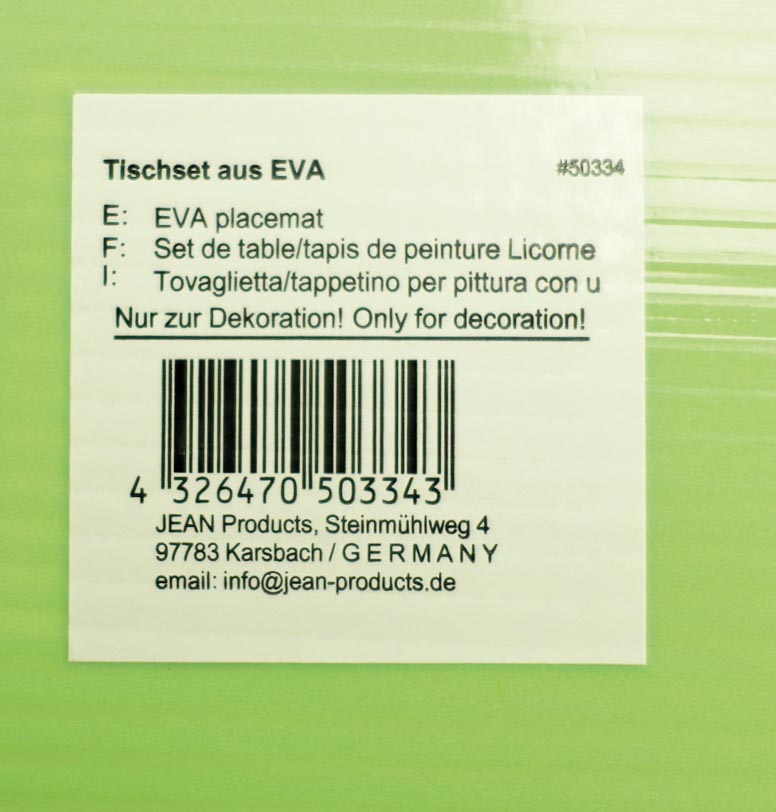 Tischset aus EVA #50334
E: EVA placemat
F: Set de table/tapis de peinture Licorne
I: Tovaglietta/tappetino per pittura con u
Nur zur Dekoration! Only for decoration!
4 326470 503343
JEAN Products, Steinmühlweg 4
97783 Karsbach / G E R M A N Y
email: info@jean-products.de